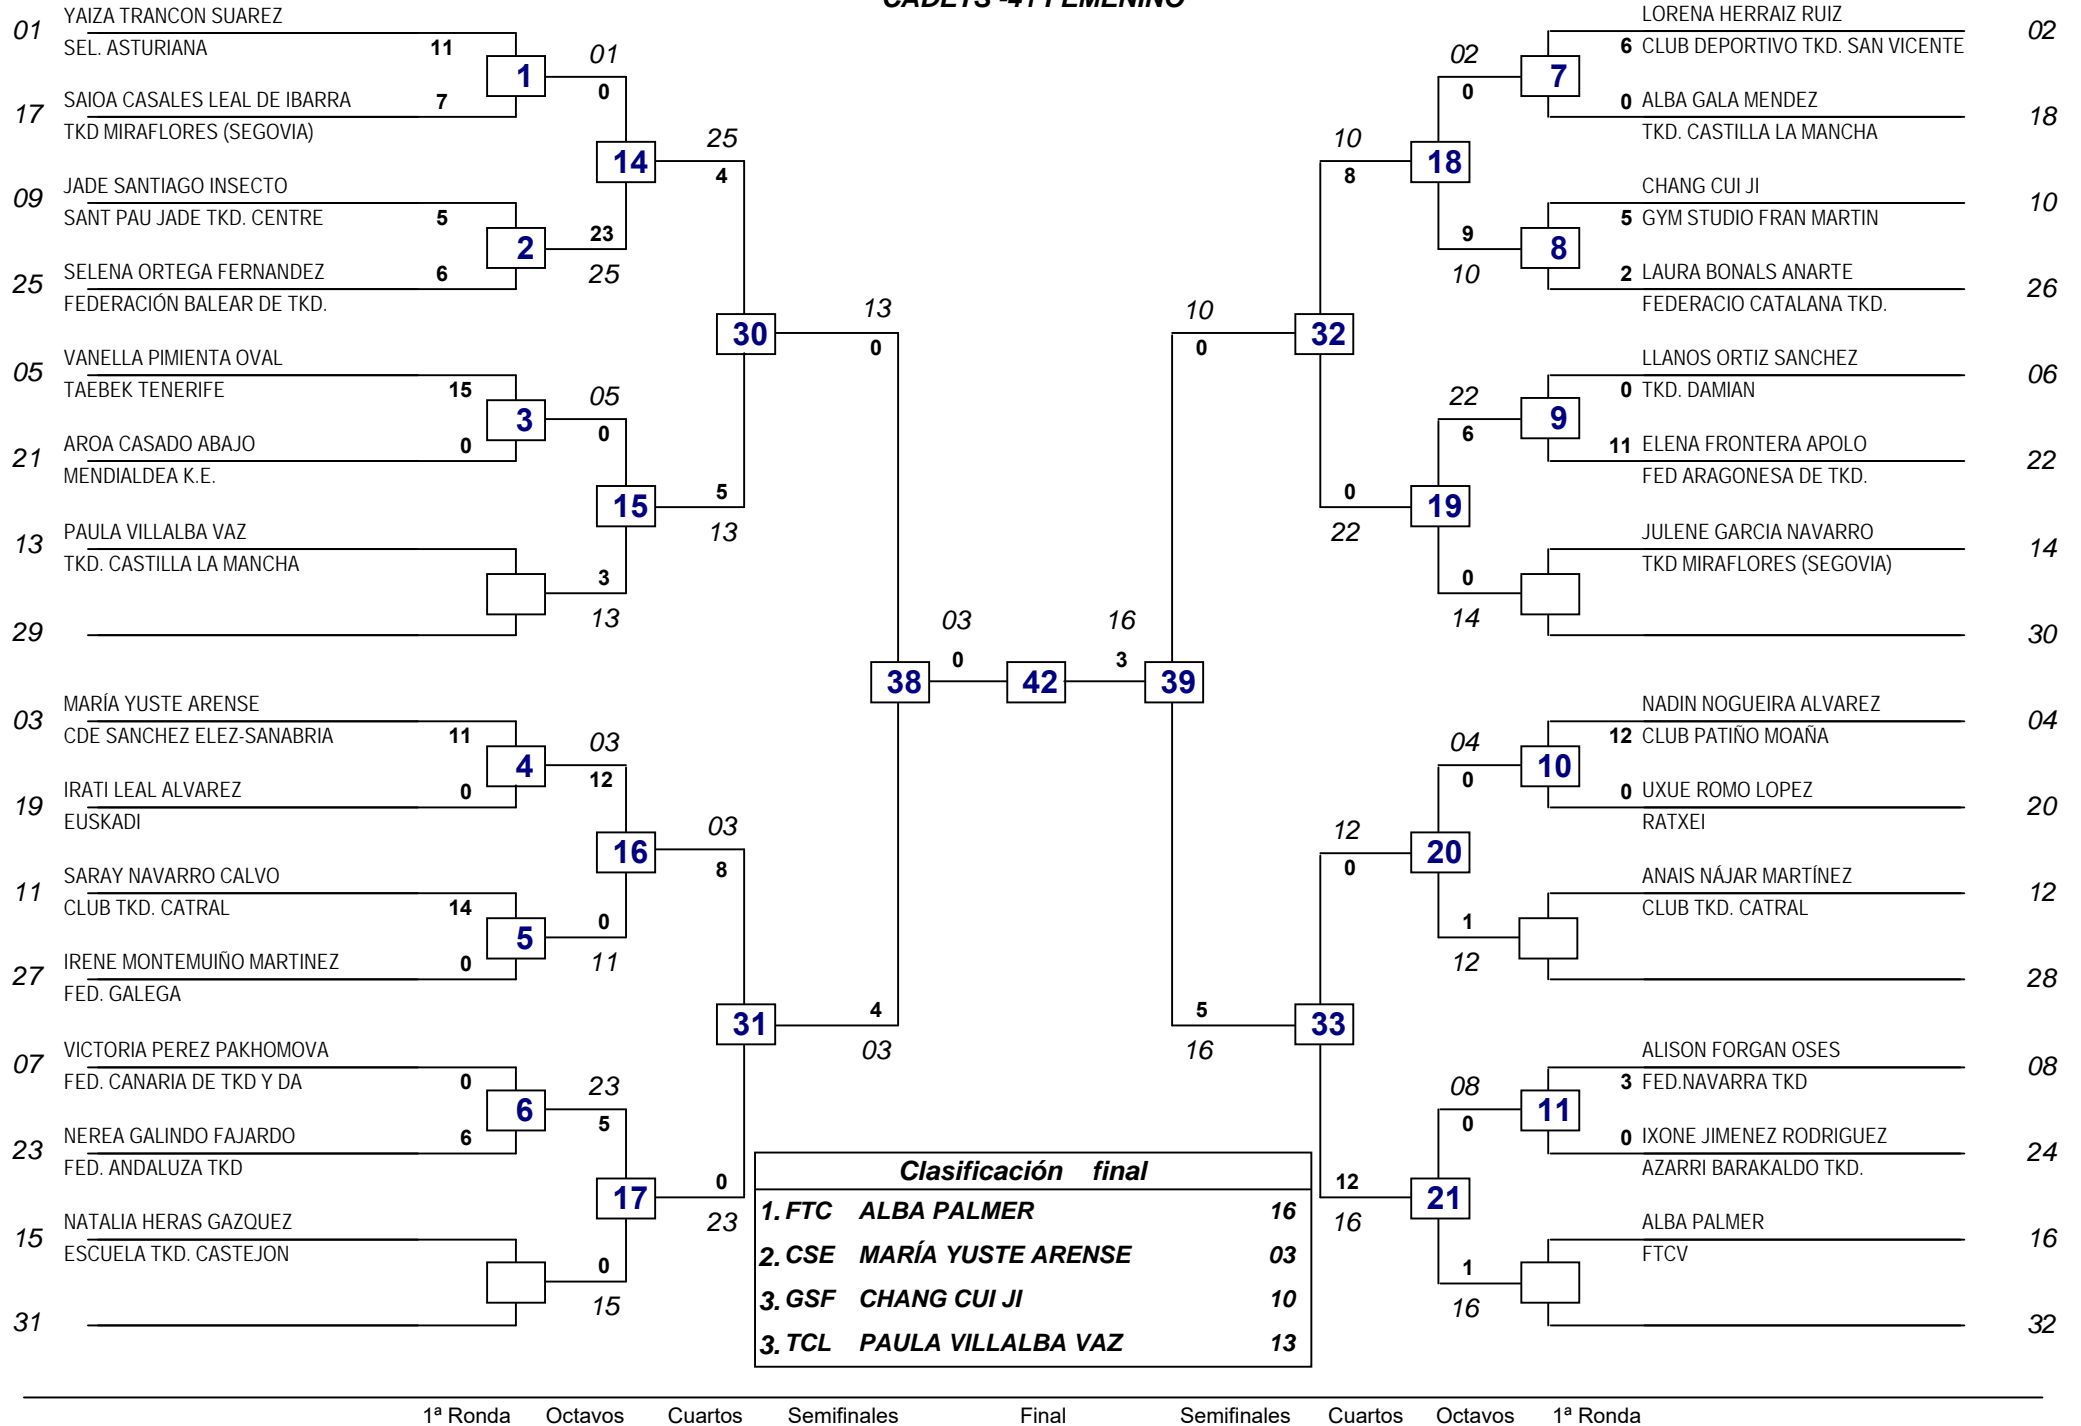 CADETS -41 FEMENINO
01
YAIZA TRANCON SUAREZ
SEL. ASTURIANA
11
1
01
0
17
SAIOA CASALES LEAL DE IBARRA
7
TKD MIRAFLORES (SEGOVIA)
14
25
4
09
JADE SANTIAGO INSECTO
SANT PAU JADE TKD. CENTRE
5
2
23
25
25
SELENA ORTEGA FERNANDEZ
6
FEDERACIÓN BALEAR DE TKD.
30
13
0
05
VANELLA PIMIENTA OVAL
TAEBEK TENERIFE
15
3
05
0
21
AROA CASADO ABAJO
0
MENDIALDEA K.E.
15
5
13
13
PAULA VILLALBA VAZ
TKD. CASTILLA LA MANCHA
3
13
29
38
03
0
42
16
3
39
03
MARÍA YUSTE ARENSE
CDE SANCHEZ ELEZ-SANABRIA
11
4
03
12
19
IRATI LEAL ALVAREZ
0
EUSKADI
16
03
8
11
SARAY NAVARRO CALVO
CLUB TKD. CATRAL
14
5
0
11
27
IRENE MONTEMUIÑO MARTINEZ
0
FED. GALEGA
31
4
03
07
VICTORIA PEREZ PAKHOMOVA
FED. CANARIA DE TKD Y DA
0
6
23
5
23
NEREA GALINDO FAJARDO
6
FED. ANDALUZA TKD
17
0
23
15
NATALIA HERAS GAZQUEZ
ESCUELA TKD. CASTEJON
0
15
31
LORENA HERRAIZ RUIZ
02
6 CLUB DEPORTIVO TKD. SAN VICENTE
02
0
7
0 ALBA GALA MENDEZ
18
TKD. CASTILLA LA MANCHA
10
8
18
CHANG CUI JI
10
5 GYM STUDIO FRAN MARTIN
9
10
8
2 LAURA BONALS ANARTE
26
FEDERACIO CATALANA TKD.
10
0
32
LLANOS ORTIZ SANCHEZ
06
0 TKD. DAMIAN
22
6
9
11 ELENA FRONTERA APOLO
22
FED ARAGONESA DE TKD.
0
22
19
JULENE GARCIA NAVARRO
14
TKD MIRAFLORES (SEGOVIA)
0
14
30
NADIN NOGUEIRA ALVAREZ
04
12 CLUB PATIÑO MOAÑA
04
0
10
0 UXUE ROMO LOPEZ
20
RATXEI
12
0
20
ANAIS NÁJAR MARTÍNEZ
12
CLUB TKD. CATRAL
1
12
28
5
16
33
ALISON FORGAN OSES
08
3 FED.NAVARRA TKD
08
0
11
0 IXONE JIMENEZ RODRIGUEZ
24
AZARRI BARAKALDO TKD.
12
16
21
ALBA PALMER
16
FTCV
1
16
32
Clasificación final
1. FTC ALBA PALMER 16
2. CSE MARÍA YUSTE ARENSE 03
3. GSF CHANG CUI JI 10
3. TCL PAULA VILLALBA VAZ 13
1ª Ronda Octavos Cuartos Semifinales Final Semifinales Cuartos Octavos 1ª Ronda